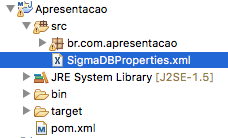 Apresentacao
src
br.com.apresentacao
SigmaDBProperties.xml
JRE System Library [J2SE-1.5]
bin
target
pom.xml